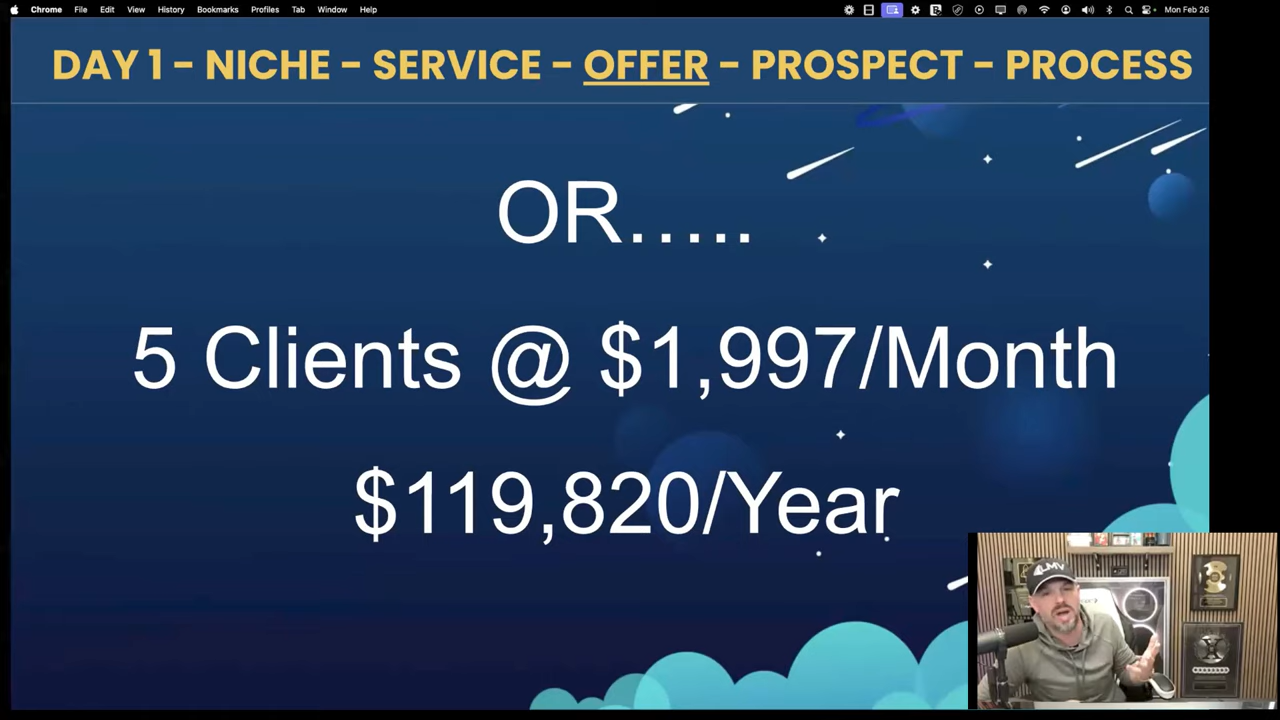 Chrome File Edit View History Bookmarks Profiles Tab Window Help Mon Feb 26
DAY 1 - NICHE - SERVICE - OFFER - PROSPECT - PROCESS
OR.....
5 Clients @ $1,997/Month
$119,820/Year
LMV